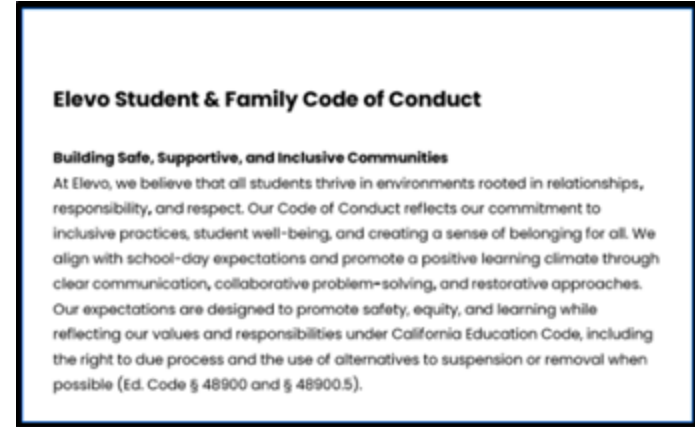 Elevo Student & Family Code of Conduct
Building Safe, Supportive, and Inclusive Communities
At Elevo, we believe that all students thrive in environments rooted in relationships,
responsibility, and respect. Our Code of Conduct reflects our commitment to
inclusive practices, student well-being, and creating a sense of belonging for all. We
align with school-day expectations and promote a positive learning climate through
clear communication, collaborative problem-solving, and restorative approaches.
Our expectations are designed to promote safety, equity, and learning while
reflecting our values and responsibilities under California Education Code, including
the right to due process and the use of alternatives to suspension or removal when
possible (Ed. Code § 48900 and § 48900.5).